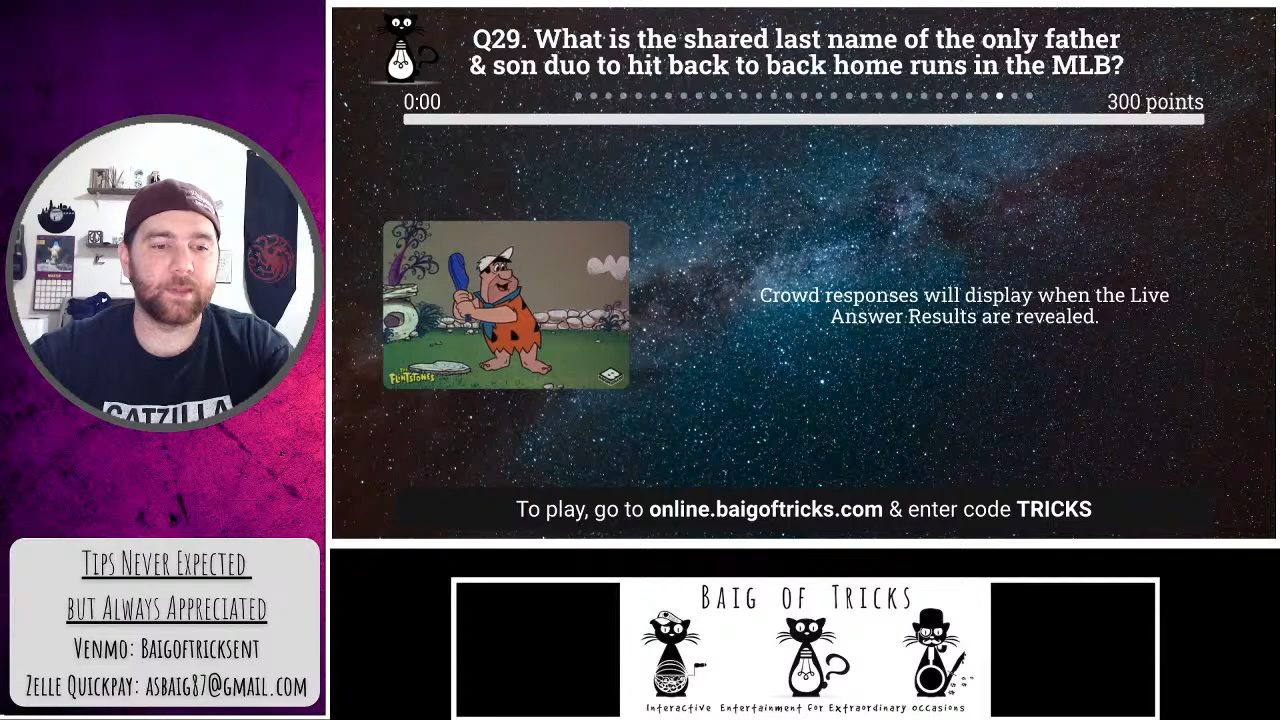 Q29. What is the shared last name of the only father
& son duo to hit back to back home runs in the MLB?
0:00
300 points
THE FLINTSTONES
Crowd responses will display when the Live
Answer Results are revealed.
To play, go to online.baigoftricks.com & enter code TRICKS
CATZILLA
Tips Never Expected
but Always Appreciated
Venmo: Baigoftricksent
Zelle Quickpay: asbaig87@gmail.com
Baig of Tricks
Interactive Entertainment for Extraordinary Occasions